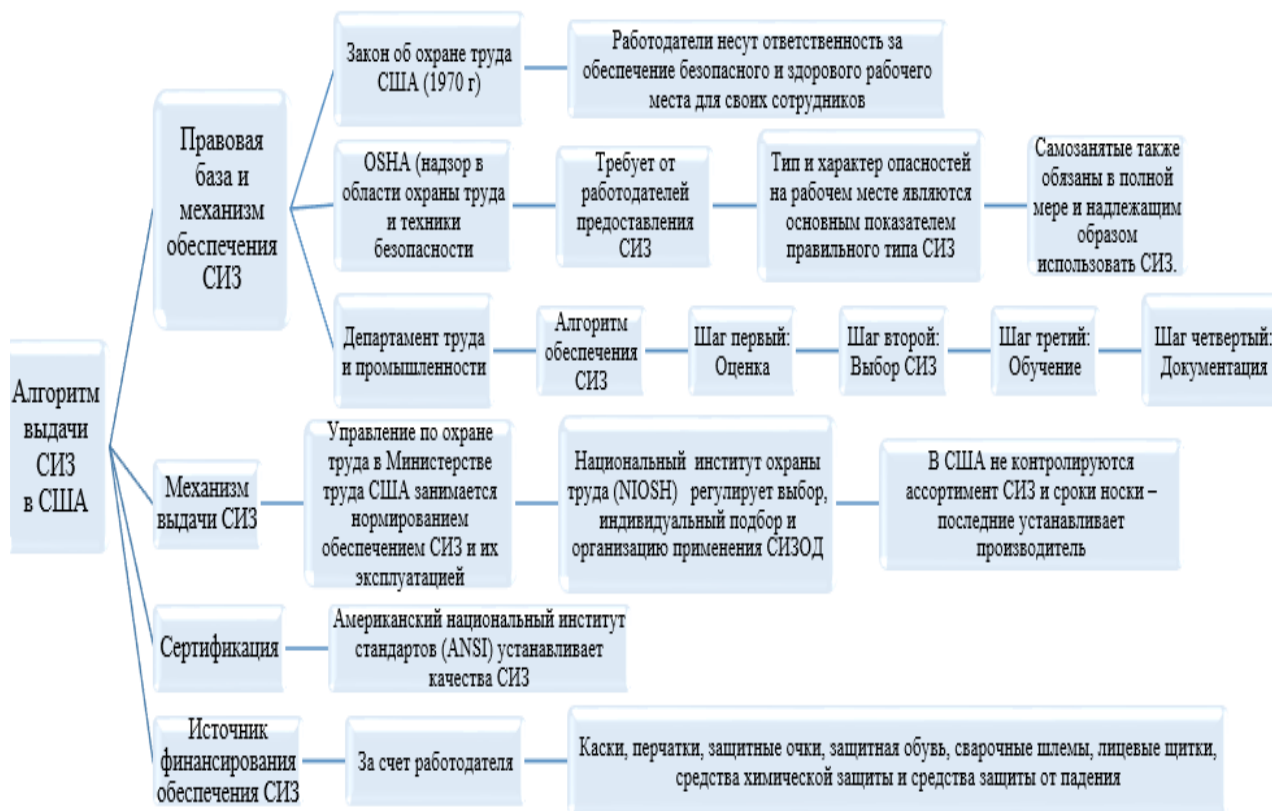 Алгоритм
выдачи
СИЗ
в США
Правовая
база и
механизм
обеспечения
СИЗ
Закон об охране труда
США (1970 г)
Работодатели несут ответственность за
обеспечение безопасного и здорового рабочего
места для своих сотрудников
OSHA (надзор в
области охраны труда
и техники
безопасности
Требует от
работодателей
предоставления
СИЗ
Тип и характер опасностей
на рабочем месте являются
основным показателем
правильного типа СИЗ
Самозанятые также
обязаны в полной
мере и надлежащим
образом
использовать СИЗ.
Департамент труда
и промышленности
Алгоритм
обеспечения
СИЗ
Шаг первый:
Оценка
Шаг второй:
Выбор СИЗ
Шаг третий:
Обучение
Шаг четвертый:
Документация
Механизм
выдачи СИЗ
Управление по охране
труда в Министерстве
труда США занимается
нормированием
обеспечением СИЗ и их
эксплуатацией
Национальный институт охраны
труда (NIOSH) регулирует выбор,
индивидуальный подбор и
организацию применения СИЗОД
В США не контролируются
ассортимент СИЗ и сроки носки –
последние устанавливает
производитель
Сертификация
Американский национальный институт
стандартов (ANSI) устанавливает
качества СИЗ
Источник
финансирования
обеспечения СИЗ
За счет работодателя
Каски, перчатки, защитные очки, защитная обувь, сварочные шлемы, лицевые щитки,
средства химической защиты и средства защиты от падения